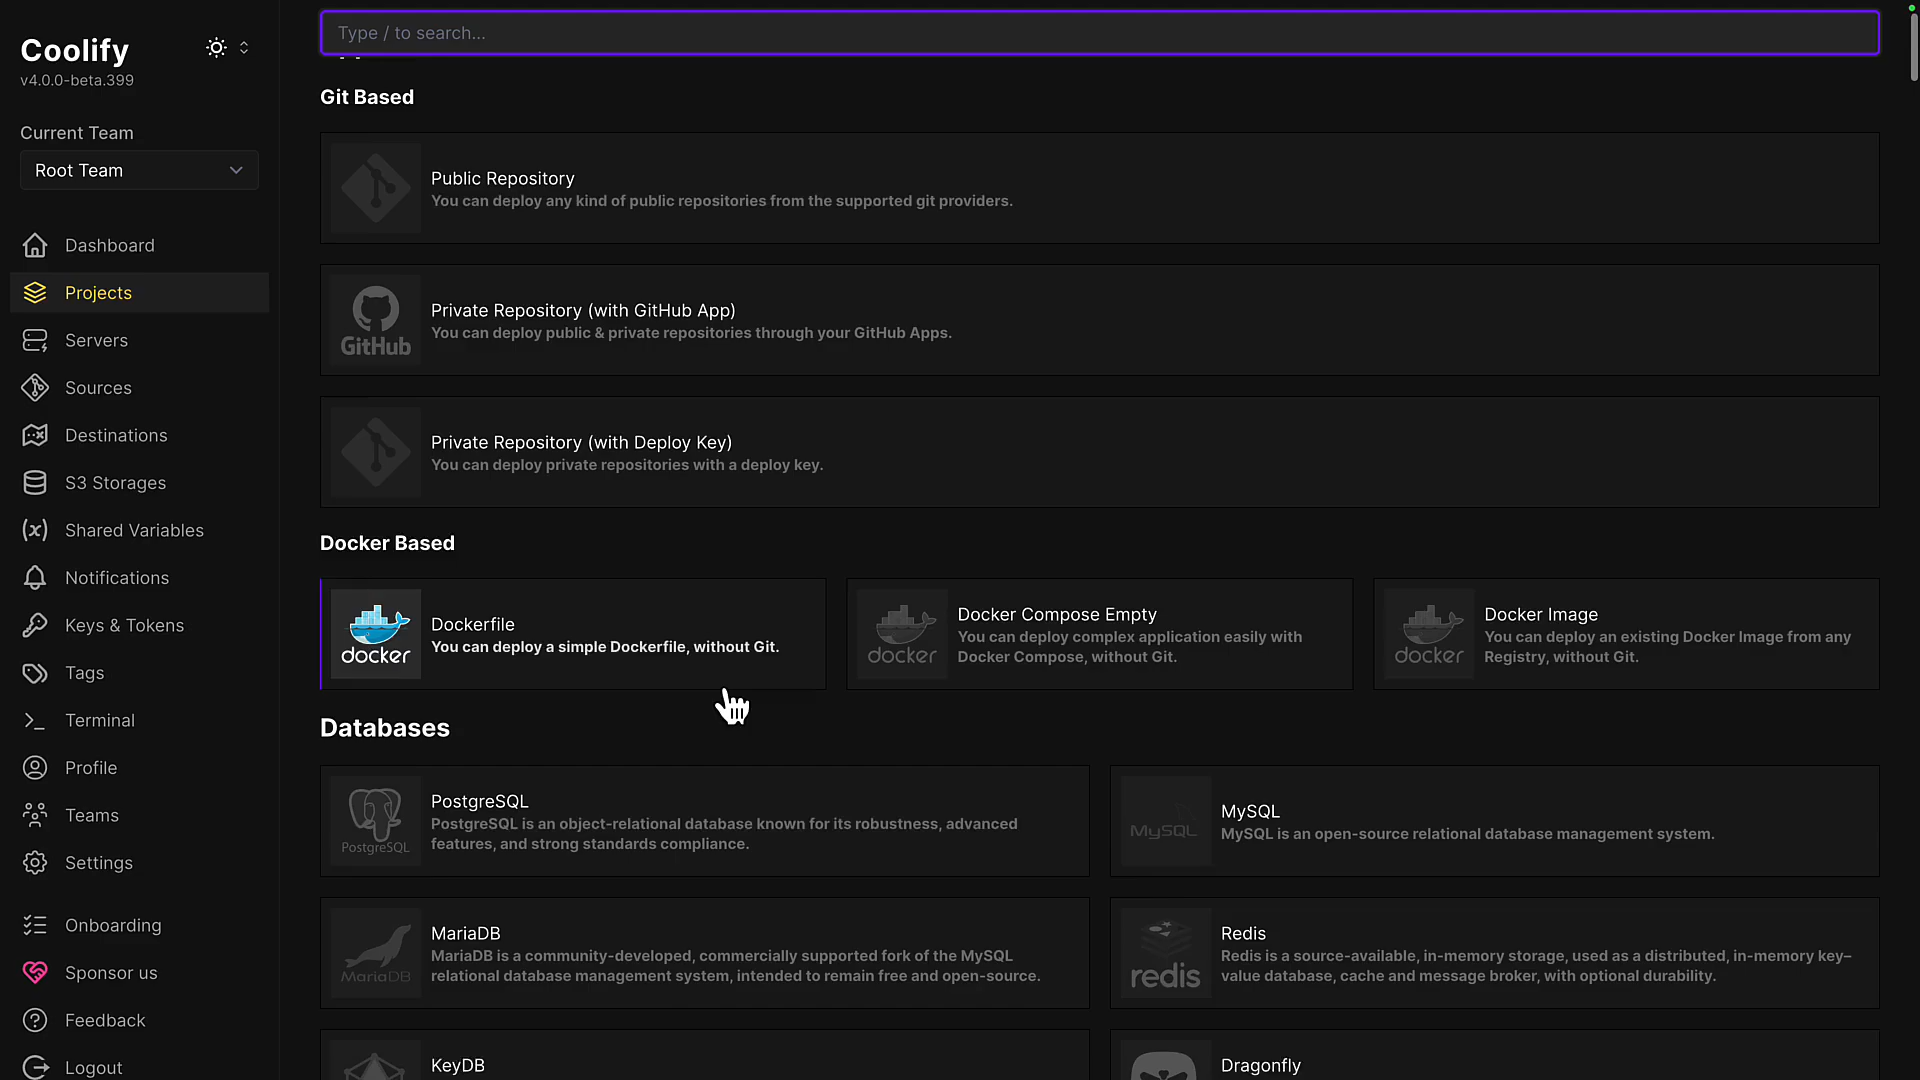 Coolify
v4.0.0-beta.399
Current Team
Root Team
Dashboard
Projects
Servers
Sources
Destinations
S3 Storages
Shared Variables
Notifications
Keys & Tokens
Tags
Terminal
Profile
Teams
Settings
Onboarding
Sponsor us
Feedback
Logout
Type / to search...
Git Based
Public Repository
You can deploy any kind of public repositories from the supported git providers.
GitHub
Private Repository (with GitHub App)
You can deploy public & private repositories through your GitHub Apps.
Private Repository (with Deploy Key)
You can deploy private repositories with a deploy key.
Docker Based
docker
Dockerfile
You can deploy a simple Dockerfile, without Git.
docker
Docker Compose Empty
You can deploy complex application easily with
Docker Compose, without Git.
docker
Docker Image
You can deploy an existing Docker Image from any
Registry, without Git.
Databases
PostgreSQL
PostgreSQL
PostgreSQL is an object-relational database known for its robustness, advanced
features, and strong standards compliance.
MySQL
MySQL
MySQL is an open-source relational database management system.
MariaDB
MariaDB
MariaDB is a community-developed, commercially supported fork of the MySQL
relational database management system, intended to remain free and open-source.
redis
Redis
Redis is a source-available, in-memory storage, used as a distributed, in-memory key–
value database, cache and message broker, with optional durability.
KeyDB
Dragonfly